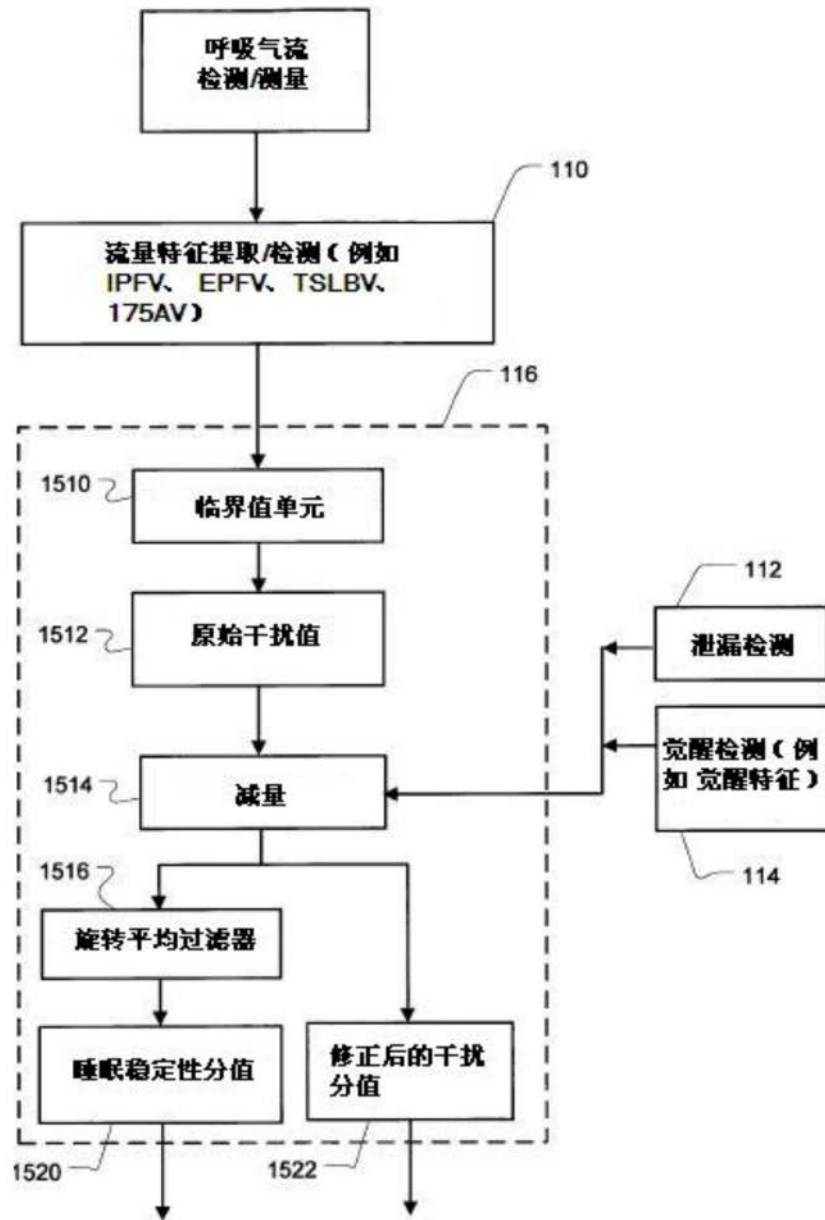 呼吸气流
检测/测量
110
流量特征提取/检测(例如
IPFV、 EPFV、TSLBV、
175AV)
116
1510
临界值单元
1512
原始干扰值
112
泄漏检测
觉醒检测(例
如 觉醒特征)
114
1514
减量
1516
旋转平均过滤器
睡眠稳定性分值
修正后的干扰
分值
1520
1522